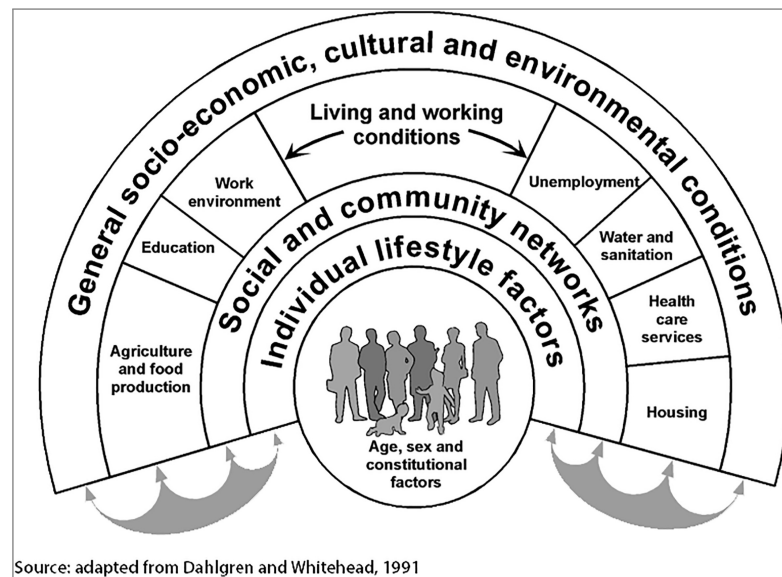 General socio-economic, cultural and environmental conditions
Living and working
conditions
Work
environment
Education
Agriculture
and food
production
Unemployment
Water and
sanitation
Health
care
services
Housing
Social and community networks
Individual lifestyle factors
Age, sex and
constitutional
factors
Source: adapted from Dahlgren and Whitehead, 1991